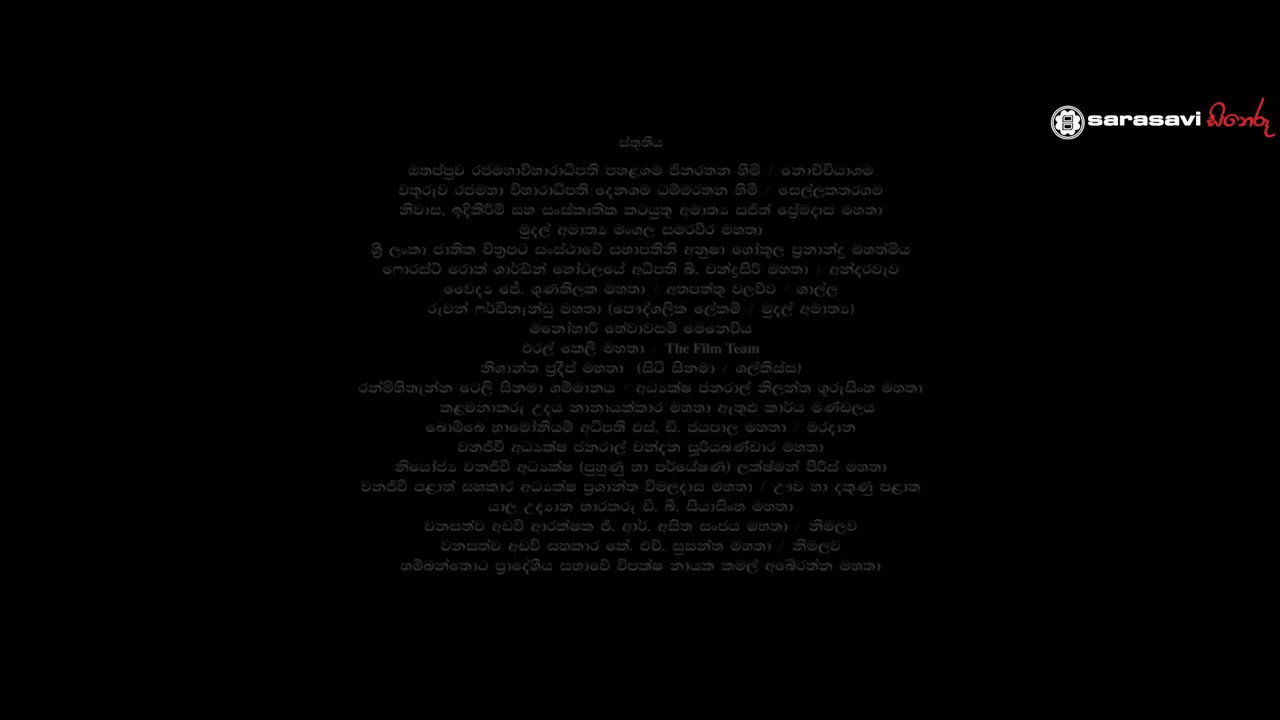 sarasavi සිනෙරූ
ස්තූතිය
ඔතප්පුව රජමහාවිහාරාධිපති පහළගම ජිනරතන හිමි / නොච්චියාගම
වතුරුව රජමහා විහාරාධිපති දෙනගම ධම්මරතන හිමි / සෙල්ලකතරගම
නිවාස, ඉදිකිරීම් සහ සංස්කෘතික කටයුතු අමාත්‍ය සජිත් ප්‍රේමදාස මහතා
මුදල් අමාත්‍ය මංගල සමරවීර මහතා
ශ්‍රී ලංකා ජාතික චිත්‍රපට සංස්ථාවේ සභාපතිනි අනුෂා ගෝකුල ප්‍රනාන්දු මහත්මිය
ෆොරස්ට් රොක් ගාර්ඩන් හෝටලයේ අධිපති බී. චන්ද්‍රසිරි මහතා / අන්දරවැව
වෛද්‍ය ජේ. ගුණතිලක මහතා / අතපත්තු වලව්ව / ගාල්ල
රුවන් ෆර්ඩිනැන්ඩු මහතා (පෞද්ගලික ලේකම් / මුදල් අමාත්‍ය)
මනෝහාරී හේවාවසම් මෙනෙවිය
එරල් කෙලී මහතා / The Film Team
නිශාන්ත ප්‍රදීප් මහතා (සිටි සිනමා / ගල්කිස්ස)
රන්මිහිතැන්න ටෙලි සිනමා ගම්මානය / අධ්‍යක්ෂ ජනරාල් නිලන්ත ගුරුසිංහ මහතා
කළමනාකරු උදය නානායක්කාර මහතා ඇතුළු කාර්ය මණ්ඩලය
බොම්බෙ හාමෝනියම් අධිපති එස්. ඩී. ජයපාල මහතා / මරදාන
වනජීවී අධ්‍යක්ෂ ජනරාල් චන්දන සූරියබණ්ඩාර මහතා
නියෝජ්‍ය වනජීවී අධ්‍යක්ෂ (පුහුණු හා පර්යේෂණ) ලක්ෂ්මන් පීරිස් මහතා
වනජීවී පළාත් සහකාර අධ්‍යක්ෂ ප්‍රශාන්ත විමලදාස මහතා / ඌව හා දකුණු පළාත
යාල උද්‍යාන භාරකරු ඩී. බී. සියාසිංහ මහතා
වනසත්ව අඩවි ආරක්ෂක ජී. ආර්. අසිත සංජය මහතා / නිමලව
වනසත්ව අඩවි සහකාර කේ. එච්. සුසන්ත මහතා / නිමලව
හම්බන්තොට ප්‍රාදේශීය සභාවේ විපක්ෂ නායක කමල් අබේරත්න මහතා